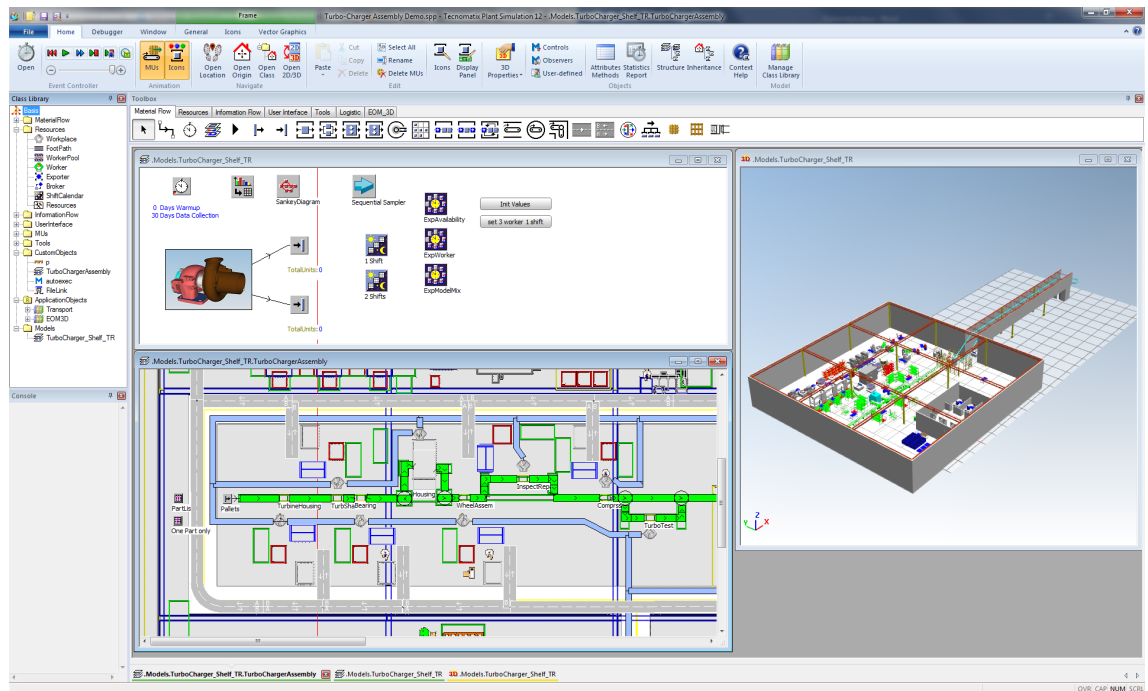 Frame
Turbo-Charger Assembly Demo.spp - Tecnomatix Plant Simulation 12 - .Models.TurboCharger_Shelf_TR.TurboChargerAssembly
File Home Debugger Window General Icons Vector Graphics
Open
MUs Icons
Open Location
Open Origin
Open Class
Open 2D/3D
Paste
Cut
Copy
Delete
Select All
Rename
Delete MUs
Icons
Display Panel
3D Properties
Controls
Observers
User-defined
Attributes Methods
Statistics Report
Structure Inheritance
Context Help
Manage Class Library
Event Controller Animation Navigate Edit Objects Model
Class Library
Toolbox
Basis
MaterialFlow
Resources
Workplace
FootPath
WorkerPool
Worker
Exporter
Broker
ShiftCalendar
Resources
InformationFlow
UserInterface
MUs
Tools
CustomObjects
p
TurboChargerAssembly
autoexec
FileLink
ApplicationObjects
Transport
EOM3D
Models
TurboCharger_Shelf_TR
Console
Material Flow Resources Information Flow User Interface Tools Logistic EOM_3D
.Models.TurboCharger_Shelf_TR
0 Days Warmup
30 Days Data Collection
SankeyDiagram
Sequential Sampler
ExpAvailability
ExpWorker
ExpModelMix
Init Values
set 3 worker 1 shift
1 Shift
2 Shifts
TotalUnits:0
TotalUnits:0
3D .Models.TurboCharger_Shelf_TR
Z
Y
X
.Models.TurboCharger_Shelf_TR.TurboChargerAssembly
PartLis
One Part only
Pallets
TurbineHousing
TurbShaBearing
Housing
WheelAssem
InspectRep
Comprss
TurboTest
.Models.TurboCharger_Shelf_TR.TurboChargerAssembly .Models.TurboCharger_Shelf_TR 3D .Models.TurboCharger_Shelf_TR
OVR CAP NUM SCRL